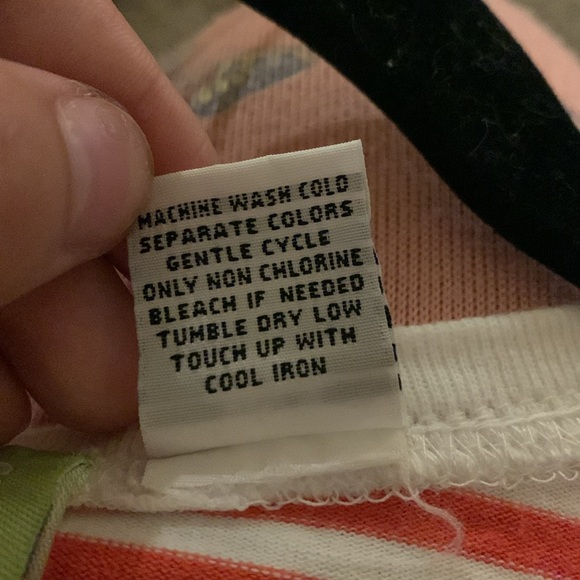 MACHINE WASH COLD
SEPARATE COLORS
GENTLE CYCLE
ONLY NON CHLORINE
BLEACH IF NEEDED
TUMBLE DRY LOW
TOUCH UP WITH
COOL IRON